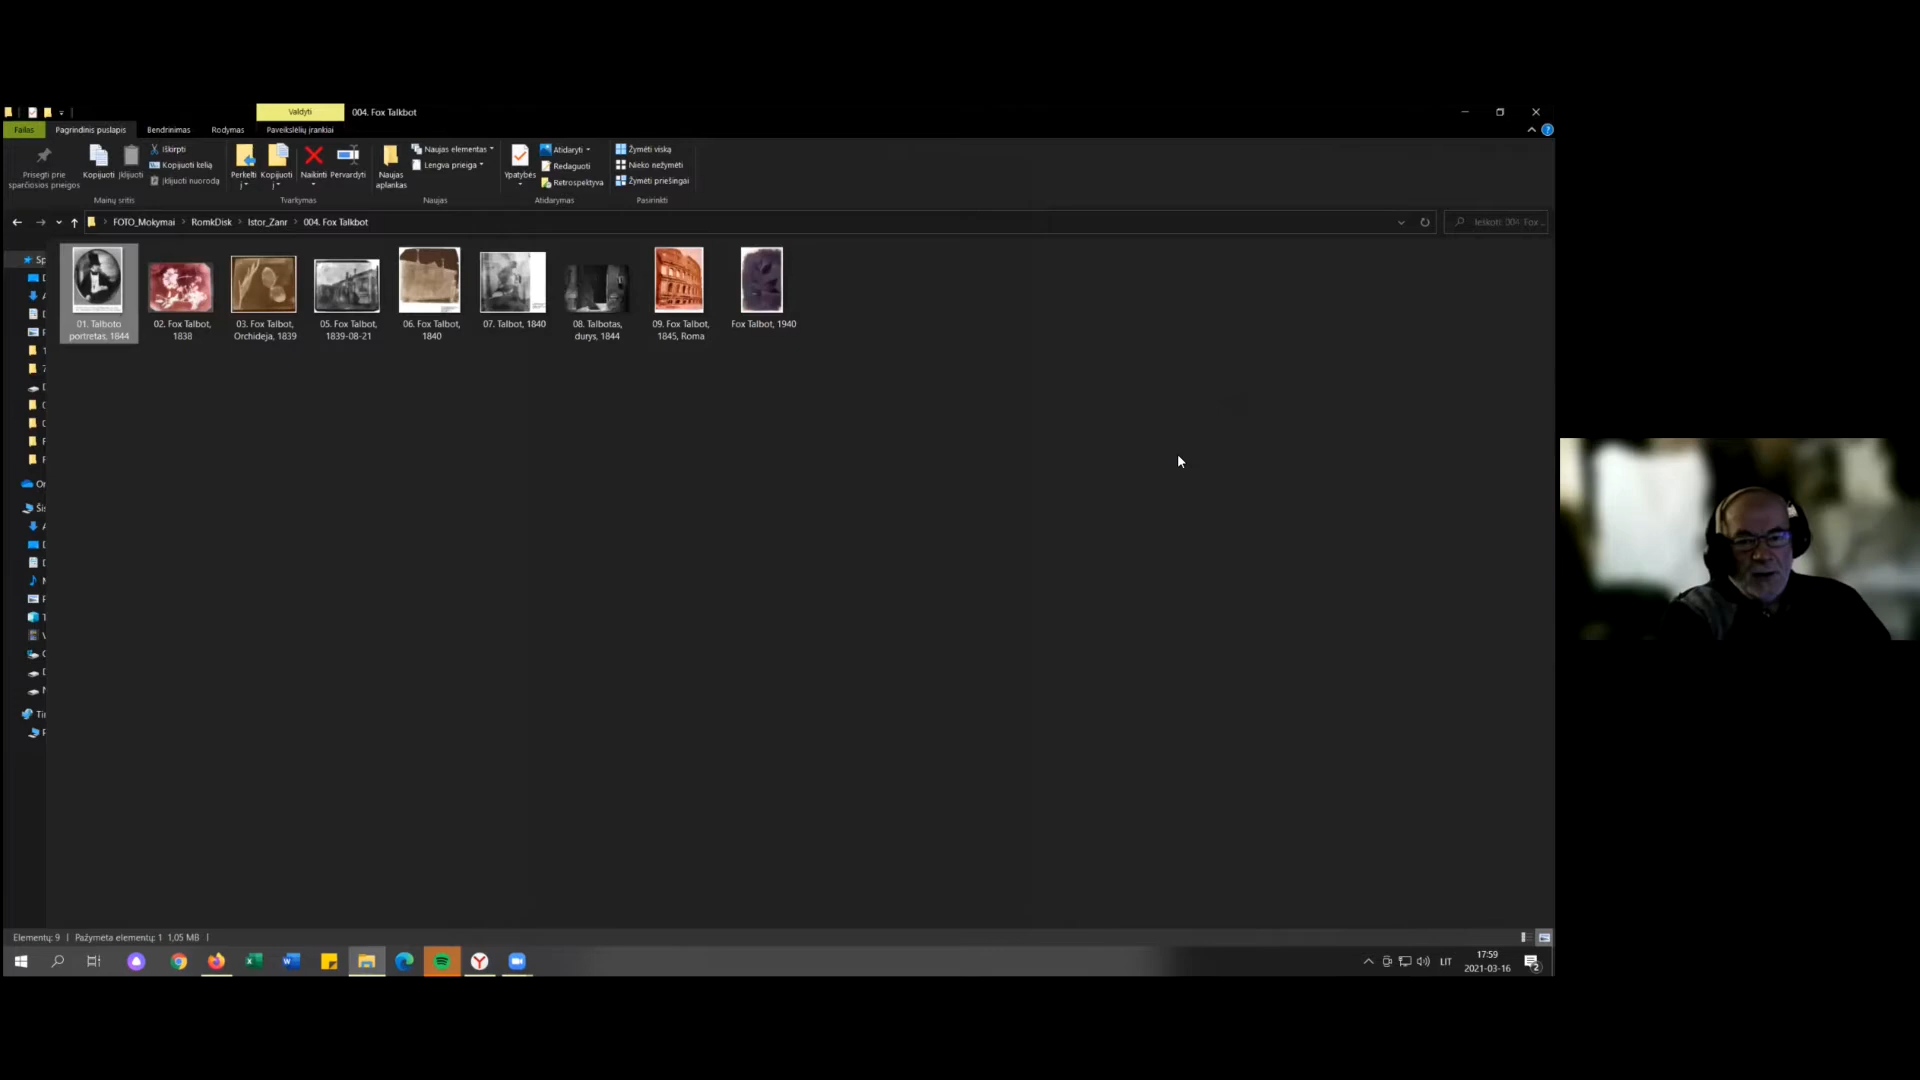 Valdyti
004. Fox Talkbot
Failas
Pagrindinis puslapis
Bendrinimas
Rodymas
Paveikslėlių įrankiai
Prisegti prie
sparčiosios prieigos
Kopijuoti
Įklijuoti
Iškirpti
Kopijuoti kelią
Įklijuoti nuorodą
Mainų sritis
Perkelti
į
Kopijuoti
į
Naikinti
Pervardyti
Tvarkymas
Naujas
aplankas
Naujas elementas
Lengva prieiga
Naujas
Ypatybės
Atidaryti
Redaguoti
Retrospektyva
Atidarymas
Žymėti viską
Nieko nežymėti
Žymėti priešingai
Pasirinkti
FOTO_Mokymai
RomkDisk
Istor_Zanr
004. Fox Talkbot
Ieškoti: 004. Fox ...
01. Talboto
portretas, 1844
02. Fox Talbot,
1838
03. Fox Talbot,
Orchideja, 1839
05. Fox Talbot,
1839-08-21
06. Fox Talbot,
1840
07. Talbot, 1840
08. Talbotas,
durys, 1844
09. Fox Talbot,
1845, Roma
Fox Talbot, 1940
Elementų: 9
Pažymėta elementų: 1 1,05 MB
LIT
17:59
2021-03-16
2